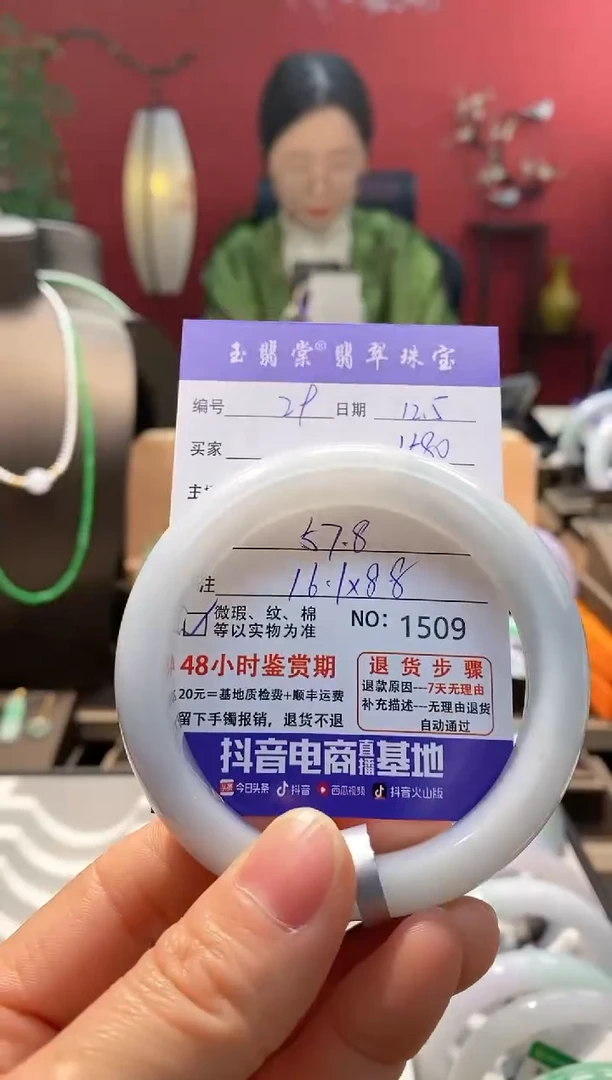 玉翡棠® 翡翠珠宝
编号 29 日期 12.5
买家 1480
主
57.8
注 16.1x8.8
微瑕、纹、棉
等以实物为准
NO: 1509
48小时鉴赏期
20元=基地质检费+顺丰运费
留下手镯报销，退货不退
退货步骤
退款原因---7天无理由
补充描述---无理由退货
自动通过
抖音电商直播基地
今日头条 抖音 西瓜视频 抖音火山版